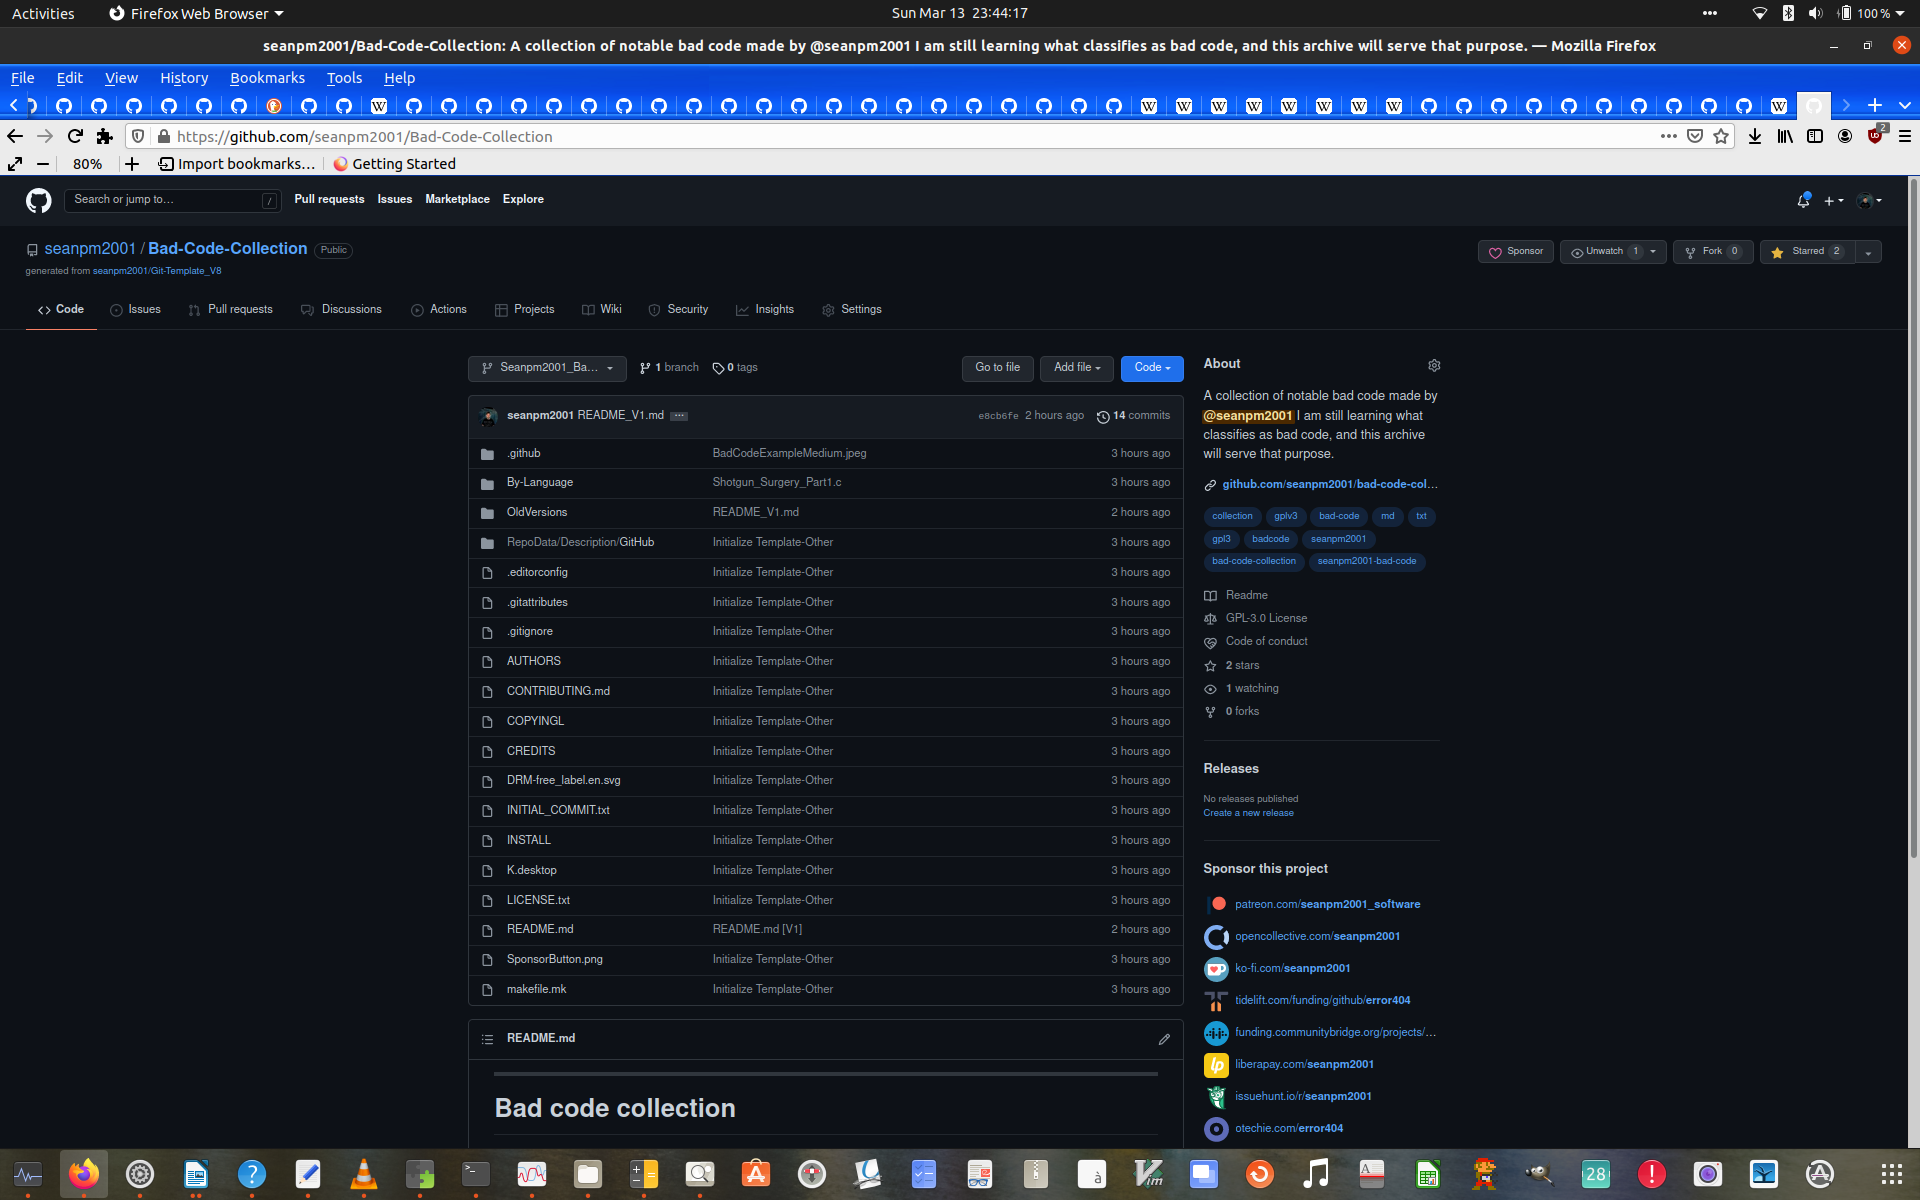 Activities
Firefox Web Browser
Sun Mar 13 23:44:17
100 %
seanpm2001/Bad-Code-Collection: A collection of notable bad code made by @seanpm2001 I am still learning what classifies as bad code, and this archive will serve that purpose. — Mozilla Firefox
File Edit View History Bookmarks Tools Help
https://github.com/seanpm2001/Bad-Code-Collection
2
80%
Import bookmarks...
Getting Started
Search or jump to...
/
Pull requests Issues Marketplace Explore
seanpm2001 / Bad-Code-Collection Public
generated from seanpm2001/Git-Template_V8
Sponsor
Unwatch 1
Fork 0
Starred 2
Code Issues Pull requests Discussions Actions Projects Wiki Security Insights Settings
Seanpm2001_Ba...
1 branch
0 tags
Go to file
Add file
Code
seanpm2001 README_V1.md
e8cb6fe 2 hours ago
14 commits
.github BadCodeExampleMedium.jpeg 3 hours ago
By-Language Shotgun_Surgery_Part1.c 3 hours ago
OldVersions README_V1.md 2 hours ago
RepoData/Description/GitHub Initialize Template-Other 3 hours ago
.editorconfig Initialize Template-Other 3 hours ago
.gitattributes Initialize Template-Other 3 hours ago
.gitignore Initialize Template-Other 3 hours ago
AUTHORS Initialize Template-Other 3 hours ago
CONTRIBUTING.md Initialize Template-Other 3 hours ago
COPYINGL Initialize Template-Other 3 hours ago
CREDITS Initialize Template-Other 3 hours ago
DRM-free_label.en.svg Initialize Template-Other 3 hours ago
INITIAL_COMMIT.txt Initialize Template-Other 3 hours ago
INSTALL Initialize Template-Other 3 hours ago
K.desktop Initialize Template-Other 3 hours ago
LICENSE.txt Initialize Template-Other 3 hours ago
README.md README.md [V1] 2 hours ago
SponsorButton.png Initialize Template-Other 3 hours ago
makefile.mk Initialize Template-Other 3 hours ago
README.md
Bad code collection
About
A collection of notable bad code made by
@seanpm2001 I am still learning what
classifies as bad code, and this archive
will serve that purpose.
github.com/seanpm2001/bad-code-col...
collection gplv3 bad-code md txt
gpl3 badcode seanpm2001
bad-code-collection seanpm2001-bad-code
Readme
GPL-3.0 License
Code of conduct
2 stars
1 watching
0 forks
Releases
No releases published
Create a new release
Sponsor this project
patreon.com/seanpm2001_software
opencollective.com/seanpm2001
ko-fi.com/seanpm2001
tidelift.com/funding/github/error404
funding.communitybridge.org/projects/...
liberapay.com/seanpm2001
issuehunt.io/r/seanpm2001
otechie.com/error404
28